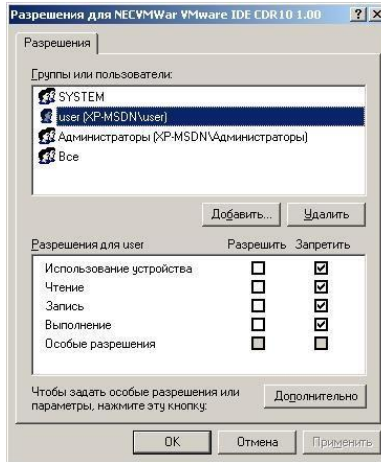 Разрешения для NECVMWar VMware IDE CDR10 1.00
Разрешения
Группы или пользователи:
SYSTEM
user (XP-MSDN\user)
Администраторы (XP-MSDN\Администраторы)
Все
Добавить... Удалить
Разрешения для user Разрешить Запретить
Использование устройства
Чтение
Запись
Выполнение
Особые разрешения
Чтобы задать особые разрешения или
параметры, нажмите эту кнопку: Дополнительно
OK Отмена Применить